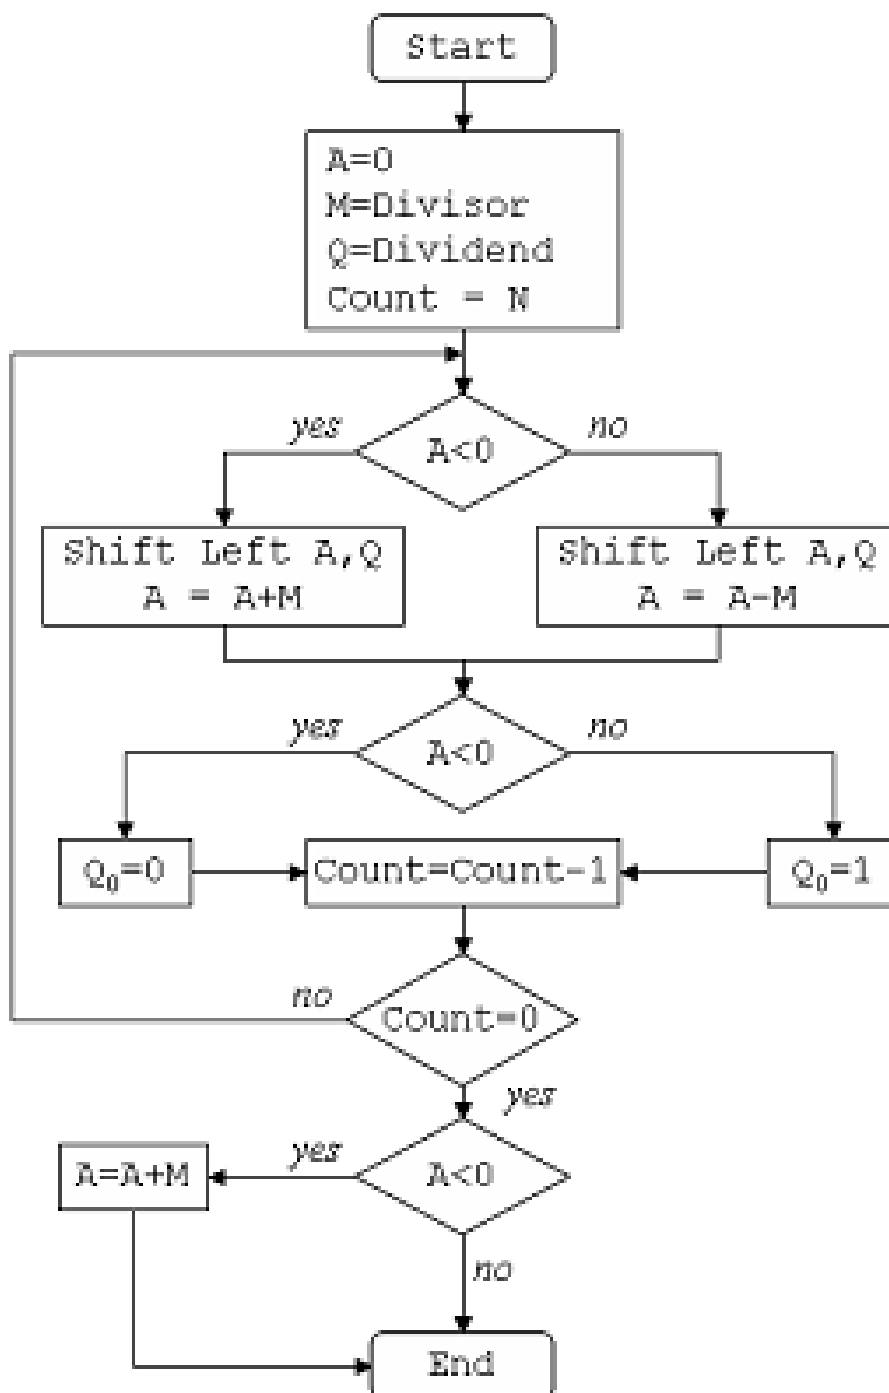 Start
A=0
M=Divisor
Q=Dividend
Count = N
yes
A<0
no
Shift Left A,Q
A = A+M
Shift Left A,Q
A = A-M
yes
A<0
no
Q₀=0
Count=Count-1
Q₀=1
no
Count=0
yes
A=A+M
yes
A<0
no
End